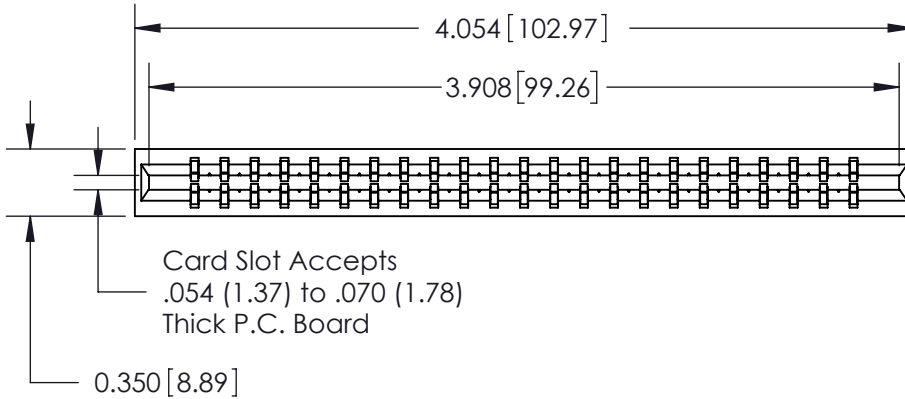 4.054[102.97]
3.908[99.26]
Card Slot Accepts
.054 (1.37) to .070 (1.78)
Thick P.C. Board
0.350[8.89]